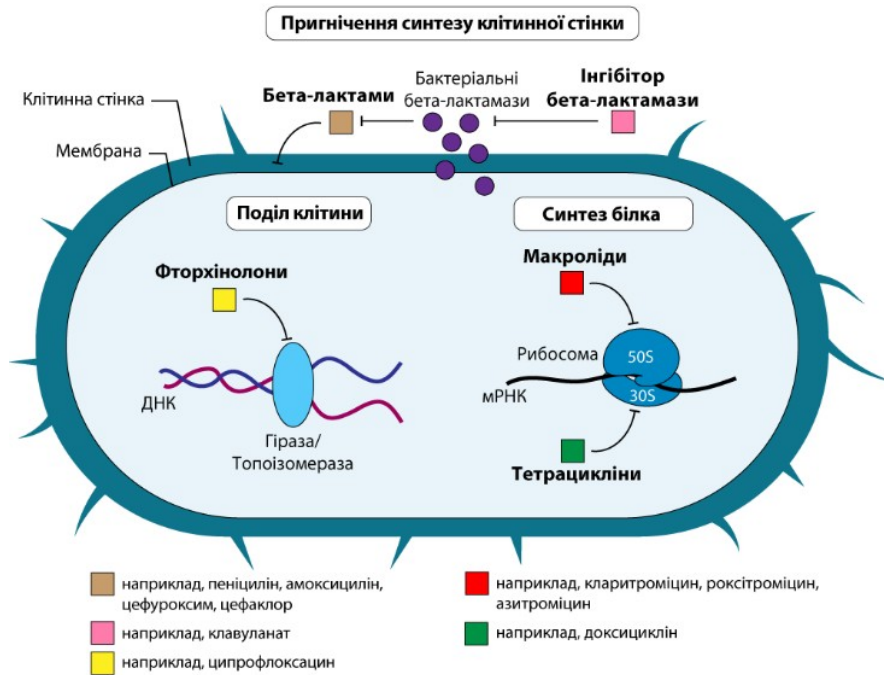 Пригнічення синтезу клітинної стінки
Клітинна стінка
Мембрана
Бета-лактами
Бактеріальні
бета-лактамази
Інгібітор
бета-лактамази
Поділ клітини
Фторхінолони
ДНК
Гіраза/
Топоізомераза
Синтез білка
Макроліди
Рибосома
50S
мРНК
30S
Тетрацикліни
наприклад, пеніцилін, амоксицилін,
цефуроксим, цефаклор
наприклад, клавуланат
наприклад, ципрофлоксацин
наприклад, кларитроміцин, роксітроміцин,
азитроміцин
наприклад, доксициклін